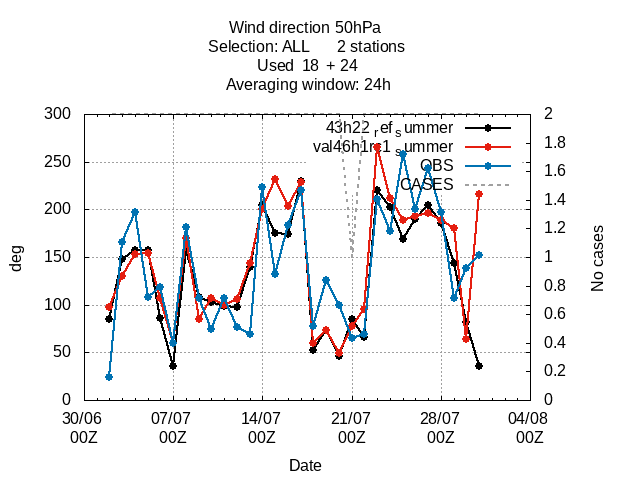 Wind direction 50hPa
Selection: ALL 2 stations
Used 18 + 24
Averaging window: 24h
43h22_ref_summer
val46h1rr1_summer
OBS
CASES
300
250
200
150
100
50
0
deg
2
1.8
1.6
1.4
1.2
1
0.8
0.6
0.4
0.2
0
No cases
30/06 07/07 14/07 21/07 28/07 04/08
00Z 00Z 00Z 00Z 00Z 00Z
Date